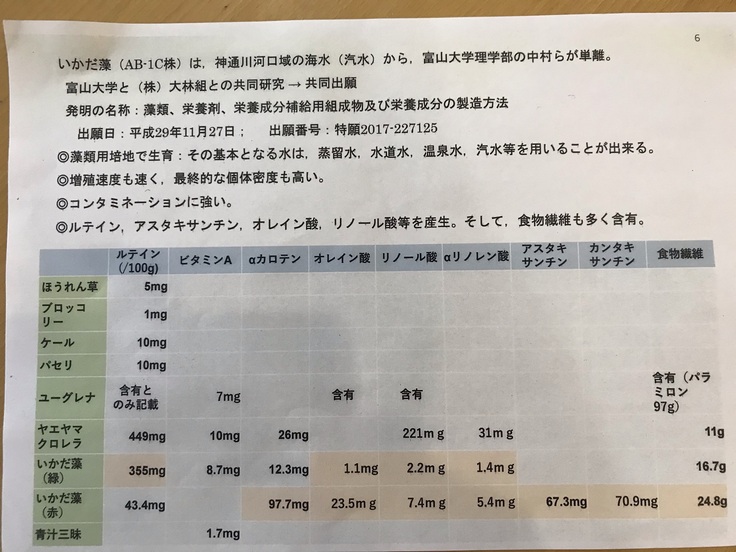 6
いかだ藻（AB-1C株）は，神通川河口域の海水（汽水）から，富山大学理学部の中村らが単離。
富山大学と（株）大林組との共同研究 → 共同出願
発明の名称：藻類、栄養剤、栄養成分補給用組成物及び栄養成分の製造方法
出願日：平成29年11月27日； 出願番号：特願2017-227125
◎藻類用培地で生育：その基本となる水は，蒸留水，水道水，温泉水，汽水等を用いることが出来る。
◎増殖速度も速く，最終的な個体密度も高い。
◎コンタミネーションに強い。
◎ルテイン，アスタキサンチン，オレイン酸，リノール酸等を産生。そして，食物繊維も多く含有。
ルテイン（/100g） ビタミンA αカロテン オレイン酸 リノール酸 αリノレン酸 アスタキサンチン カンタキサンチン 食物繊維
ほうれん草 5mg
ブロッコリー 1mg
ケール 10mg
パセリ 10mg
ユーグレナ 含有とのみ記載 7mg 含有 含有 含有（パラミロン97g）
ヤエヤマクロレラ 449mg 10mg 26mg 221mg 31mg 11g
いかだ藻（緑） 355mg 8.7mg 12.3mg 1.1mg 2.2mg 1.4mg 16.7g
いかだ藻（赤） 43.4mg 97.7mg 23.5mg 7.4mg 5.4mg 67.3mg 70.9mg 24.8g
青汁三昧 1.7mg